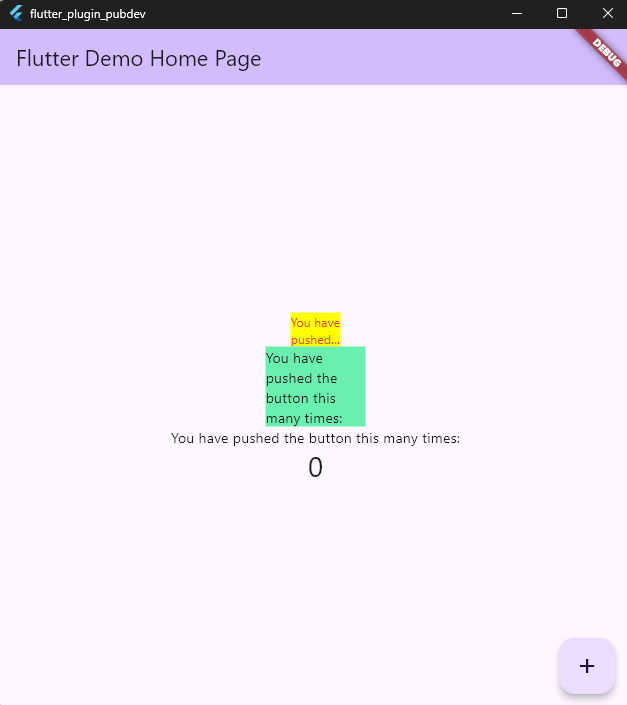 flutter_plugin_pubdev
Flutter Demo Home Page
DEBUG
You have
pushed...
You have
pushed the
button this
many times:
You have pushed the button this many times:
0